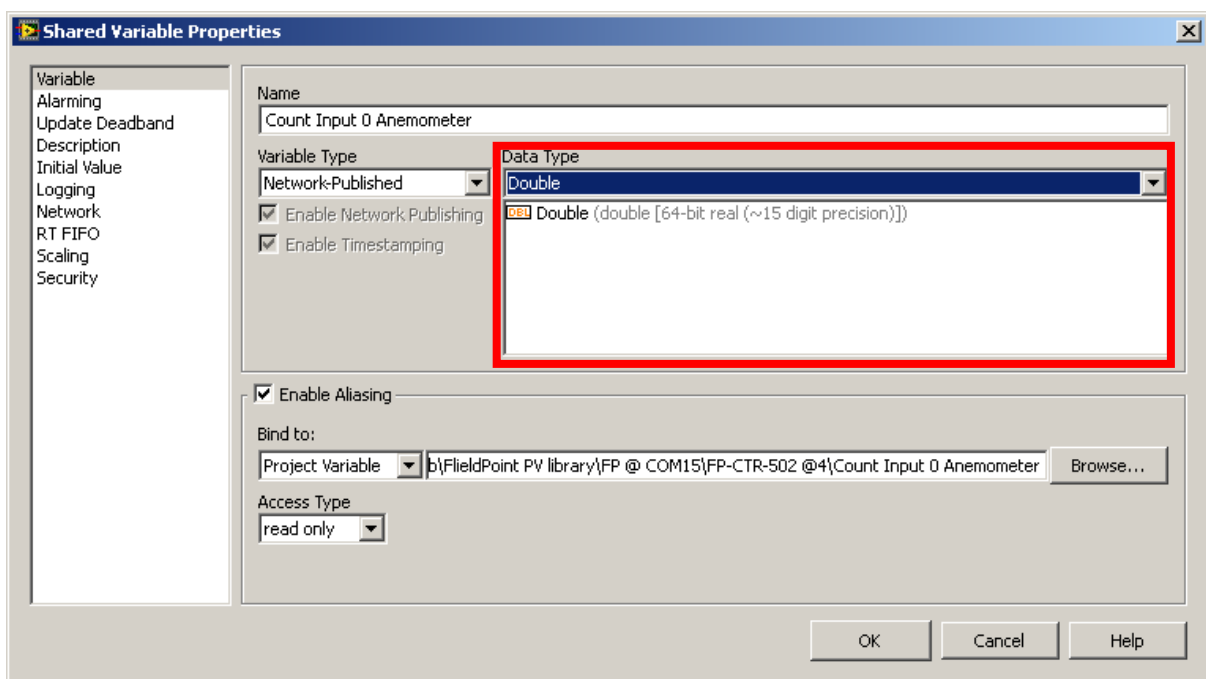 Shared Variable Properties
Variable
Alarming
Update Deadband
Description
Initial Value
Logging
Network
RT FIFO
Scaling
Security
Name
Count Input 0 Anemometer
Variable Type
Network-Published
Enable Network Publishing
Enable Timestamping
Data Type
Double
DBL Double (double [64-bit real (~15 digit precision)])
Enable Aliasing
Bind to:
Project Variable b\FlieldPoint PV library\FP @ COM15\FP-CTR-502 @4\Count Input 0 Anemometer Browse...
Access Type
read only
OK Cancel Help